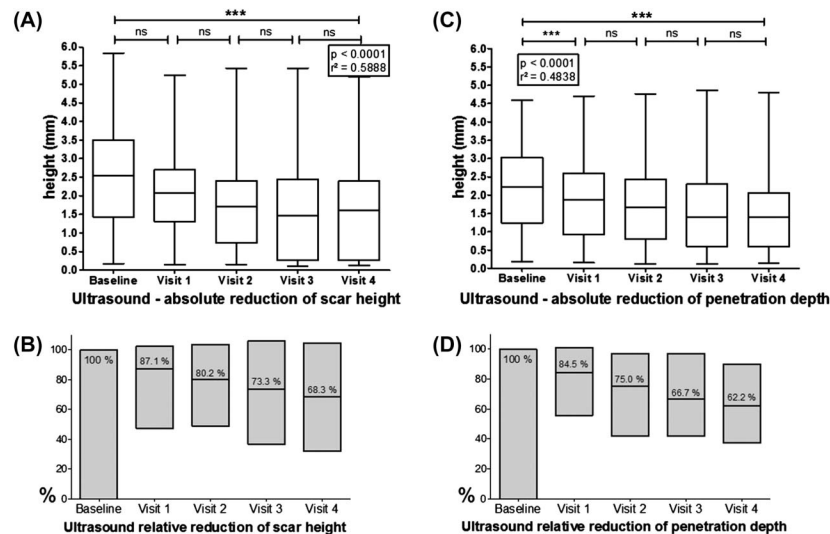 (A)
***
ns ns ns ns
p < 0.0001
r² = 0.5888
height (mm)
6.0
5.5
5.0
4.5
4.0
3.5
3.0
2.5
2.0
1.5
1.0
0.5
0.0
Baseline Visit 1 Visit 2 Visit 3 Visit 4
Ultrasound - absolute reduction of scar height
(C)
***
*** ns ns ns
p < 0.0001
r² = 0.4838
height (mm)
6.0
5.5
5.0
4.5
4.0
3.5
3.0
2.5
2.0
1.5
1.0
0.5
0.0
Baseline Visit 1 Visit 2 Visit 3 Visit 4
Ultrasound - absolute reduction of penetration depth
(B)
100
80
60
40
20
0
%
100 % 87.1 % 80.2 % 73.3 % 68.3 %
Baseline Visit 1 Visit 2 Visit 3 Visit 4
Ultrasound relative reduction of scar height
(D)
100
80
60
40
20
0
%
100 % 84.5 % 75.0 % 66.7 % 62.2 %
Baseline Visit 1 Visit 2 Visit 3 Visit 4
Ultrasound relative reduction of penetration depth